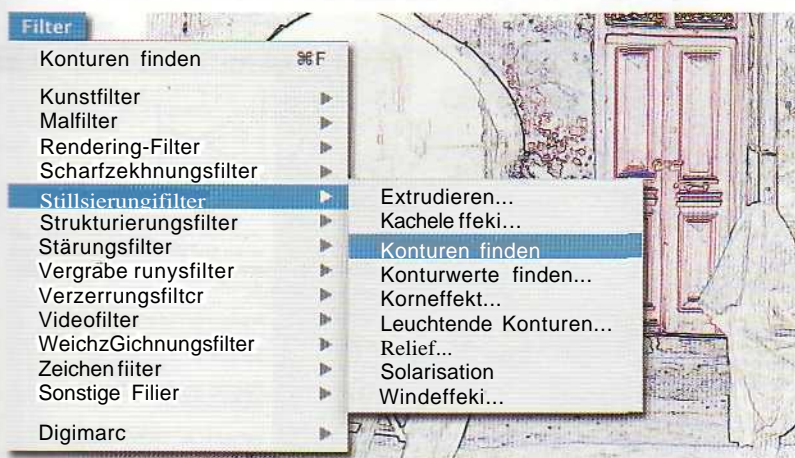 Filter
Konturen finden ⌘F
Kunstfilter
Malfilter
Rendering-Filter
Scharfzekhnungsfilter
Stillsierungifilter
Strukturierungsfilter
Stärungsfilter
Vergrabe runysfilter
Verzerrungsfiltcr
Videofilter
WeichzGichnungsfilter
Zeichen fiiter
Sonstige Filier
Digimarc
Extrudieren...
Kachele ffeki...
Konturen finden
Konturwerte finden...
Korneffekt...
Leuchtende Konturen...
Relief...
Solarisation
Windeffeki...